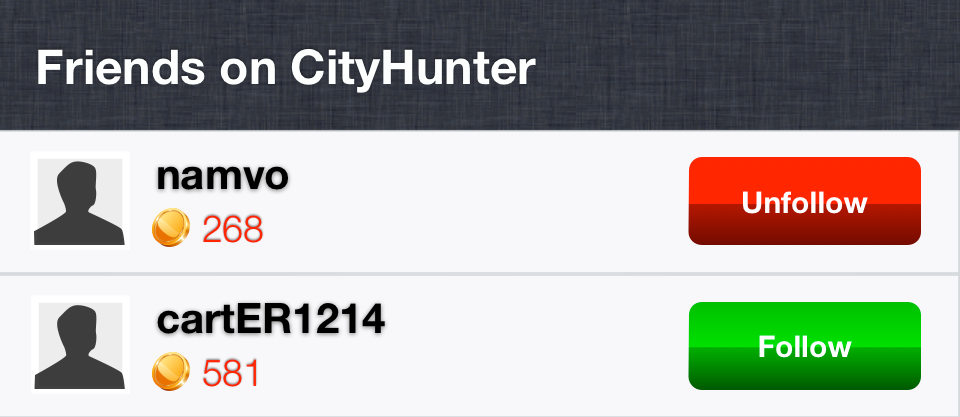 Friends on CityHunter
namvo
268
Unfollow
cartER1214
581
Follow